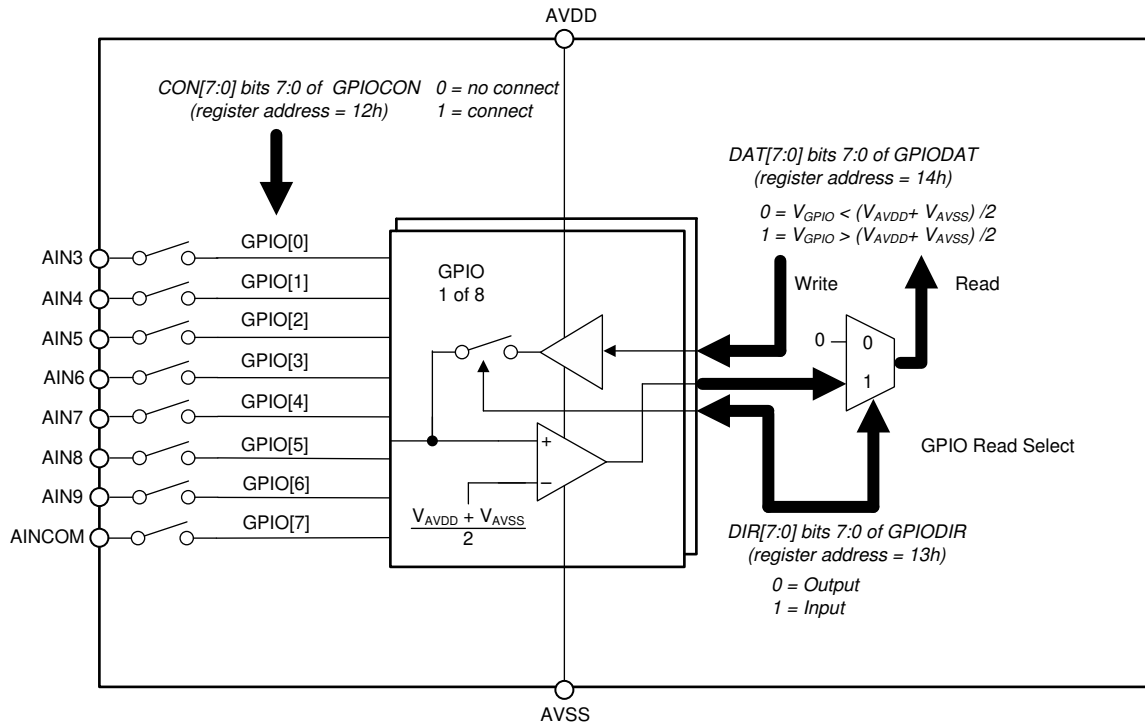 AVDD
CON[7:0] bits 7:0 of GPIOCON 0 = no connect
(register address = 12h) 1 = connect
DAT[7:0] bits 7:0 of GPIODAT
(register address = 14h)
0 = VGPIO < (VAVDD+ VAVSS) /2
1 = VGPIO > (VAVDD+ VAVSS) /2
AIN3 GPIO[0]
AIN4 GPIO[1]
AIN5 GPIO[2]
AIN6 GPIO[3]
AIN7 GPIO[4]
AIN8 GPIO[5]
AIN9 GPIO[6]
AINCOM GPIO[7]
GPIO
1 of 8
+
−
VAVDD + VAVSS
2
Write
Read
0
0
1
GPIO Read Select
DIR[7:0] bits 7:0 of GPIODIR
(register address = 13h)
0 = Output
1 = Input
AVSS